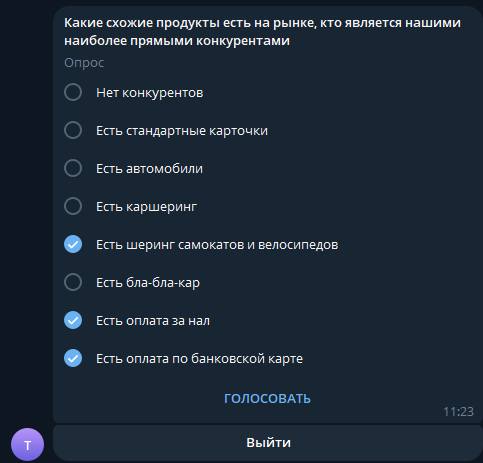 Какие схожие продукты есть на рынке, кто является нашими
наиболее прямыми конкурентами
Опрос
Нет конкурентов
Есть стандартные карточки
Есть автомобили
Есть каршеринг
Есть шеринг самокатов и велосипедов
Есть бла-бла-кар
Есть оплата за нал
Есть оплата по банковской карте
ГОЛОСОВАТЬ
11:23
Т
Выйти